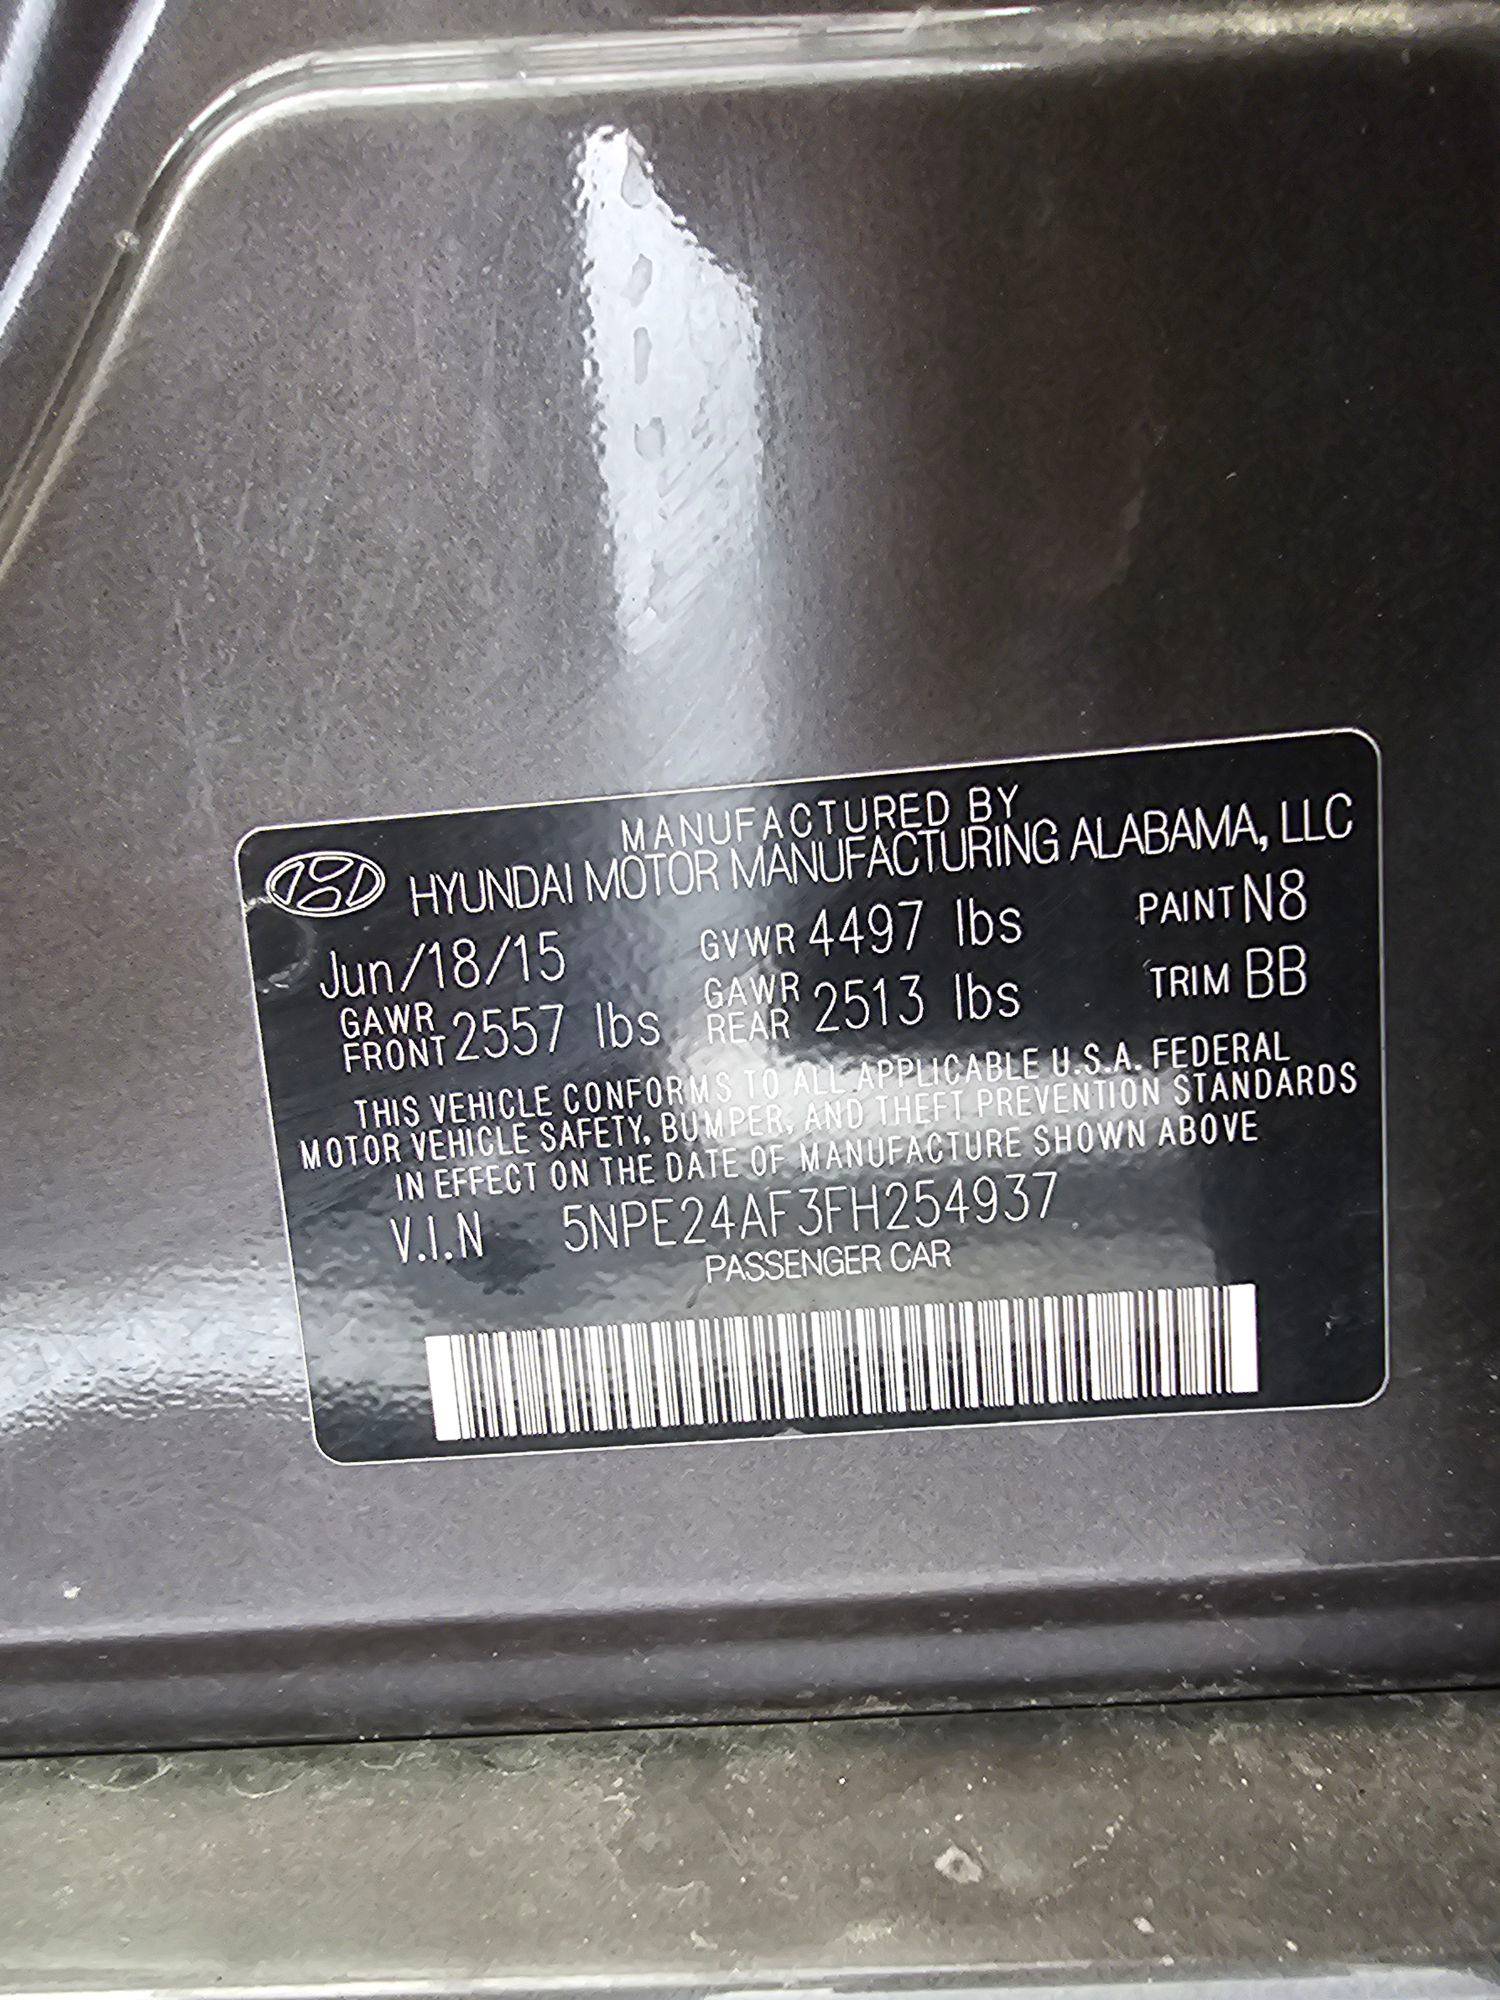 MANUFACTURED BY
HYUNDAI MOTOR MANUFACTURING ALABAMA, LLC
Jun/18/15 GVWR 4497 lbs PAINT N8
GAWR FRONT 2557 lbs GAWR REAR 2513 lbs TRIM BB
THIS VEHICLE CONFORMS TO ALL APPLICABLE U.S.A. FEDERAL
MOTOR VEHICLE SAFETY, BUMPER, AND THEFT PREVENTION STANDARDS
IN EFFECT ON THE DATE OF MANUFACTURE SHOWN ABOVE
V.I.N 5NPE24AF3FH254937
PASSENGER CAR